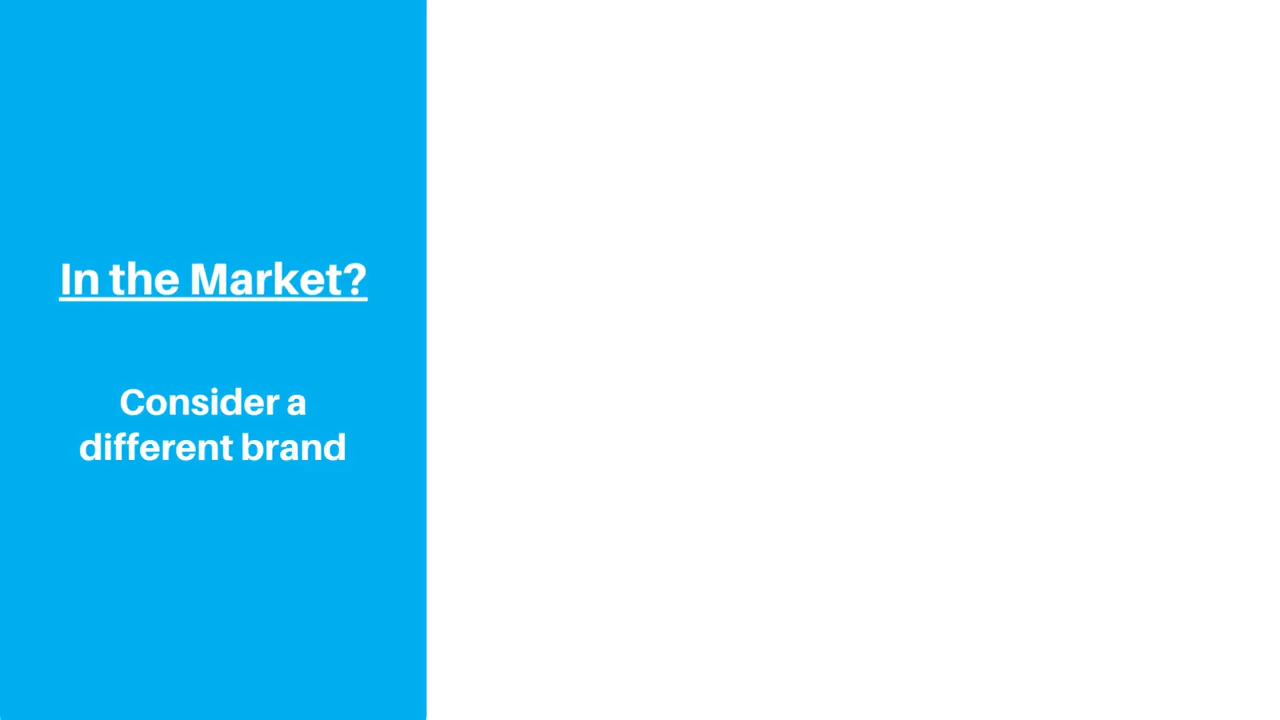 In the Market?
Consider a
different brand